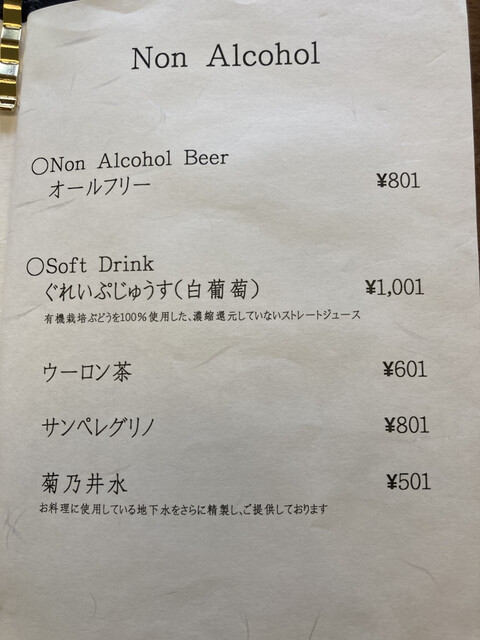 Non Alcohol
○Non Alcohol Beer
オールフリー ¥801
○Soft Drink
ぐれいぷじゅうす(白葡萄) ¥1,001
有機栽培ぶどうを100%使用した、濃縮還元していないストレートジュース
ウーロン茶 ¥601
サンペレグリノ ¥801
菊乃井水 ¥501
お料理に使用している地下水をさらに精製し、ご提供しております